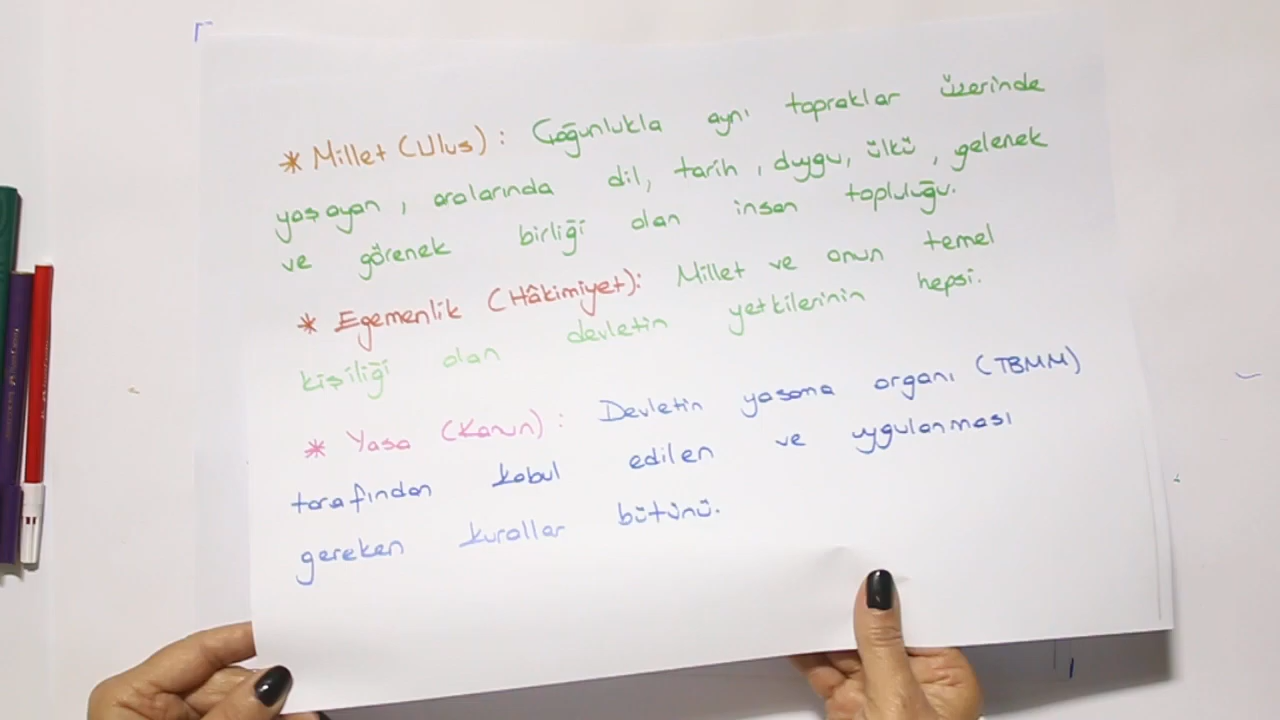 * Millet (Ulus) : Çoğunlukla aynı topraklar üzerinde
yaşayan , aralarında dil, tarih , duygu, ülkü , gelenek
ve görenek birliği olan insan topluluğu.
* Egemenlik (Hâkimiyet): Millet ve onun temel
kişiliği olan devletin yetkilerinin hepsi.
* Yasa (Kanun) : Devletin yasama organı (TBMM)
tarafından kabul edilen ve uygulanması
gereken kurallar bütünü.